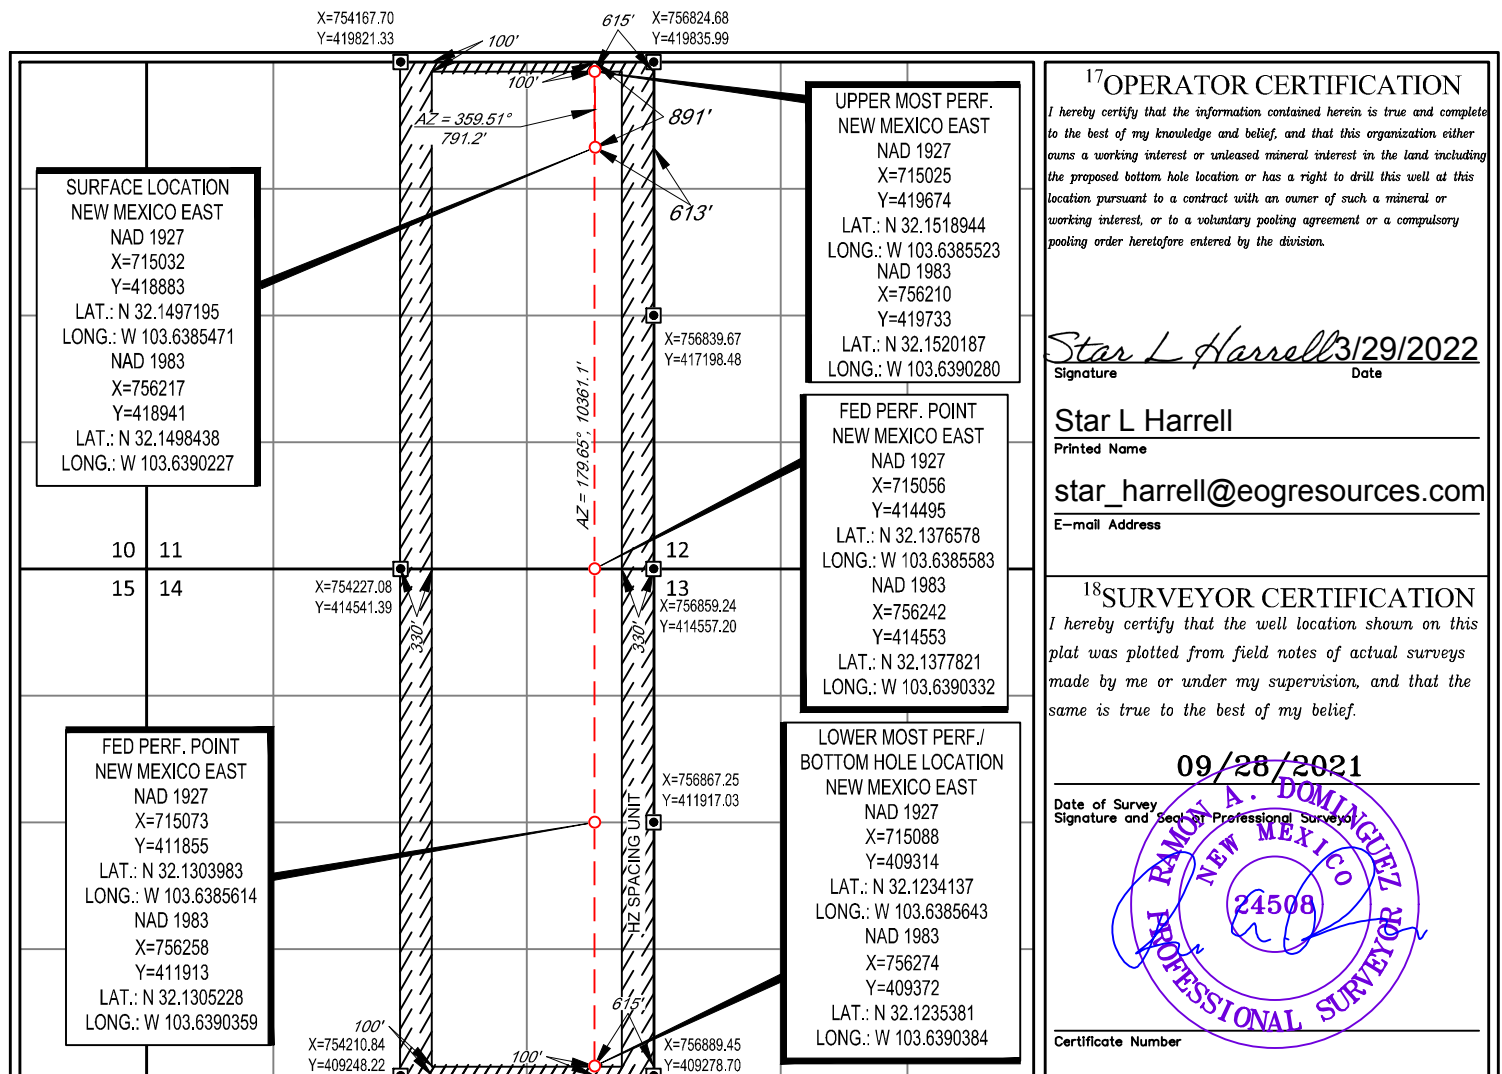 X=754167.70
Y=419821.33
100'
615'
X=756824.68
Y=419835.99
100'
AZ = 359.51°
791.2'
891'
613'
SURFACE LOCATION
NEW MEXICO EAST
NAD 1927
X=715032
Y=418883
LAT.: N 32.1497195
LONG.: W 103.6385471
NAD 1983
X=756217
Y=418941
LAT.: N 32.1498438
LONG.: W 103.6390227
UPPER MOST PERF.
NEW MEXICO EAST
NAD 1927
X=715025
Y=419674
LAT.: N 32.1518944
LONG.: W 103.6385523
NAD 1983
X=756210
Y=419733
LAT.: N 32.1520187
LONG.: W 103.6390280
X=756839.67
Y=417198.48
AZ = 179.65°, 10361.1'
FED PERF. POINT
NEW MEXICO EAST
NAD 1927
X=715056
Y=414495
LAT.: N 32.1376578
LONG.: W 103.6385583
NAD 1983
X=756242
Y=414553
LAT.: N 32.1377821
LONG.: W 103.6390332
10 11
15 14
12
13
X=754227.08
Y=414541.39
330'
330'
X=756859.24
Y=414557.20
FED PERF. POINT
NEW MEXICO EAST
NAD 1927
X=715073
Y=411855
LAT.: N 32.1303983
LONG.: W 103.6385614
NAD 1983
X=756258
Y=411913
LAT.: N 32.1305228
LONG.: W 103.6390359
X=756867.25
Y=411917.03
HZ SPACING UNIT
LOWER MOST PERF./
BOTTOM HOLE LOCATION
NEW MEXICO EAST
NAD 1927
X=715088
Y=409314
LAT.: N 32.1234137
LONG.: W 103.6385643
NAD 1983
X=756274
Y=409372
LAT.: N 32.1235381
LONG.: W 103.6390384
100'
X=754210.84
Y=409248.22
100'
615'
X=756889.45
Y=409278.70
17OPERATOR CERTIFICATION
I hereby certify that the information contained herein is true and complete
to the best of my knowledge and belief, and that this organization either
owns a working interest or unleased mineral interest in the land including
the proposed bottom hole location or has a right to drill this well at this
location pursuant to a contract with an owner of such a mineral or
working interest, or to a voluntary pooling agreement or a compulsory
pooling order heretofore entered by the division.
Star L Harrell 3/29/2022
Signature Date
Star L Harrell
Printed Name
star_harrell@eogresources.com
E-mail Address
18SURVEYOR CERTIFICATION
I hereby certify that the well location shown on this
plat was plotted from field notes of actual surveys
made by me or under my supervision, and that the
same is true to the best of my belief.
09/28/2021
Date of Survey
Signature and Seal of Professional Surveyor:
RAMON A. DOMINGUEZ
NEW MEXICO
24508
PROFESSIONAL SURVEYOR
Certificate Number